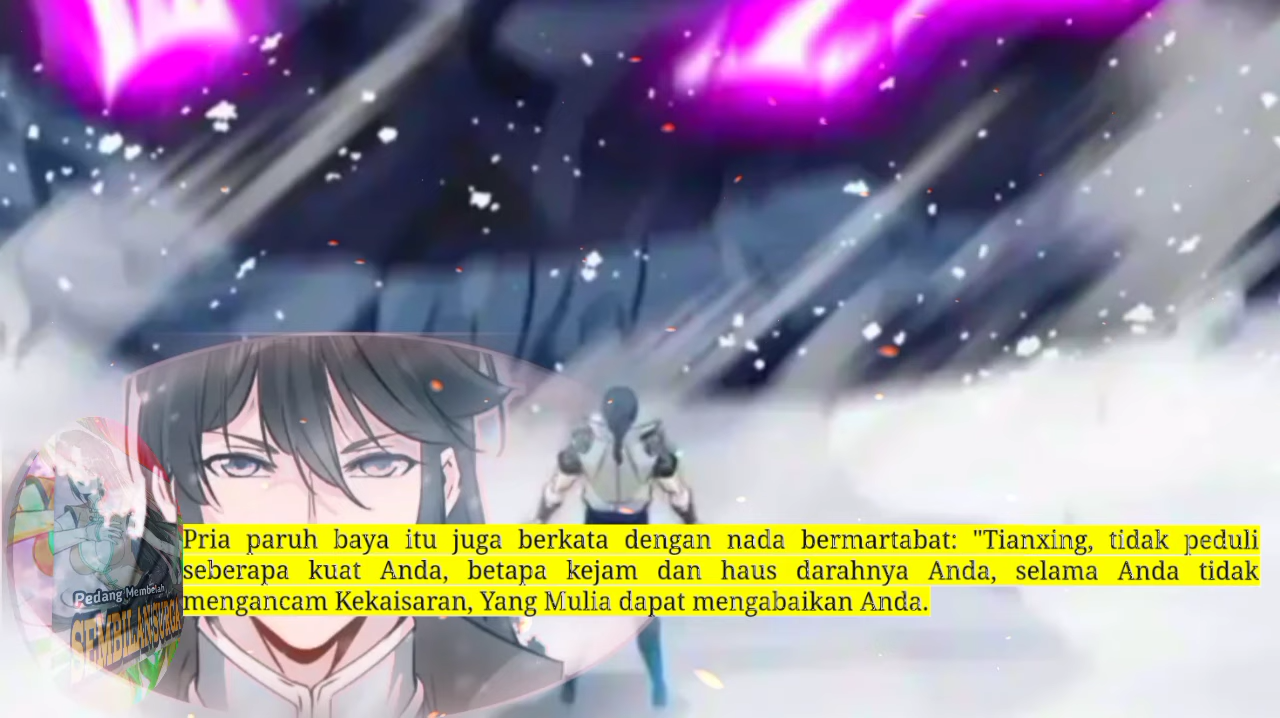 Pria paruh baya itu juga berkata dengan nada bermartabat: "Tianxing, tidak peduli
seberapa kuat Anda, betapa kejam dan haus darahnya Anda, selama Anda tidak
mengancam Kekaisaran, Yang Mulia dapat mengabaikan Anda.
Pedang Membelah
SEMBILAN SURGA